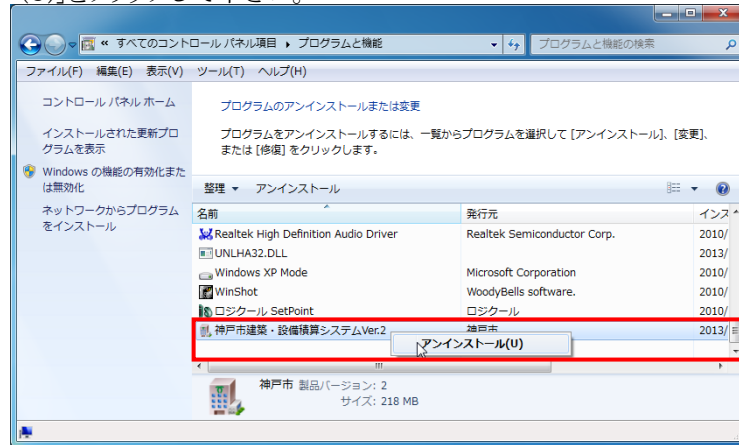 (U)]をクリックして下さい。
« すべてのコントロール パネル項目 ▸ プログラムと機能
プログラムと機能の検索
ファイル(F) 編集(E) 表示(V) ツール(T) ヘルプ(H)
コントロール パネル ホーム
インストールされた更新プロ
グラムを表示
Windows の機能の有効化また
は無効化
ネットワークからプログラム
をインストール
プログラムのアンインストールまたは変更
プログラムをアンインストールするには、一覧からプログラムを選択して [アンインストール]、[変更]、
または [修復] をクリックします。
整理 ▼ アンインストール
名前 発行元 インス
Realtek High Definition Audio Driver Realtek Semiconductor Corp. 2010/
UNLHA32.DLL 2013/
Windows XP Mode Microsoft Corporation 2010/
WinShot WoodyBells software. 2010/
ロジクール SetPoint ロジクール 2010/
神戸市建築・設備積算システムVer.2 神戸市 2013/
アンインストール(U)
神戸市 製品バージョン: 2
サイズ: 218 MB